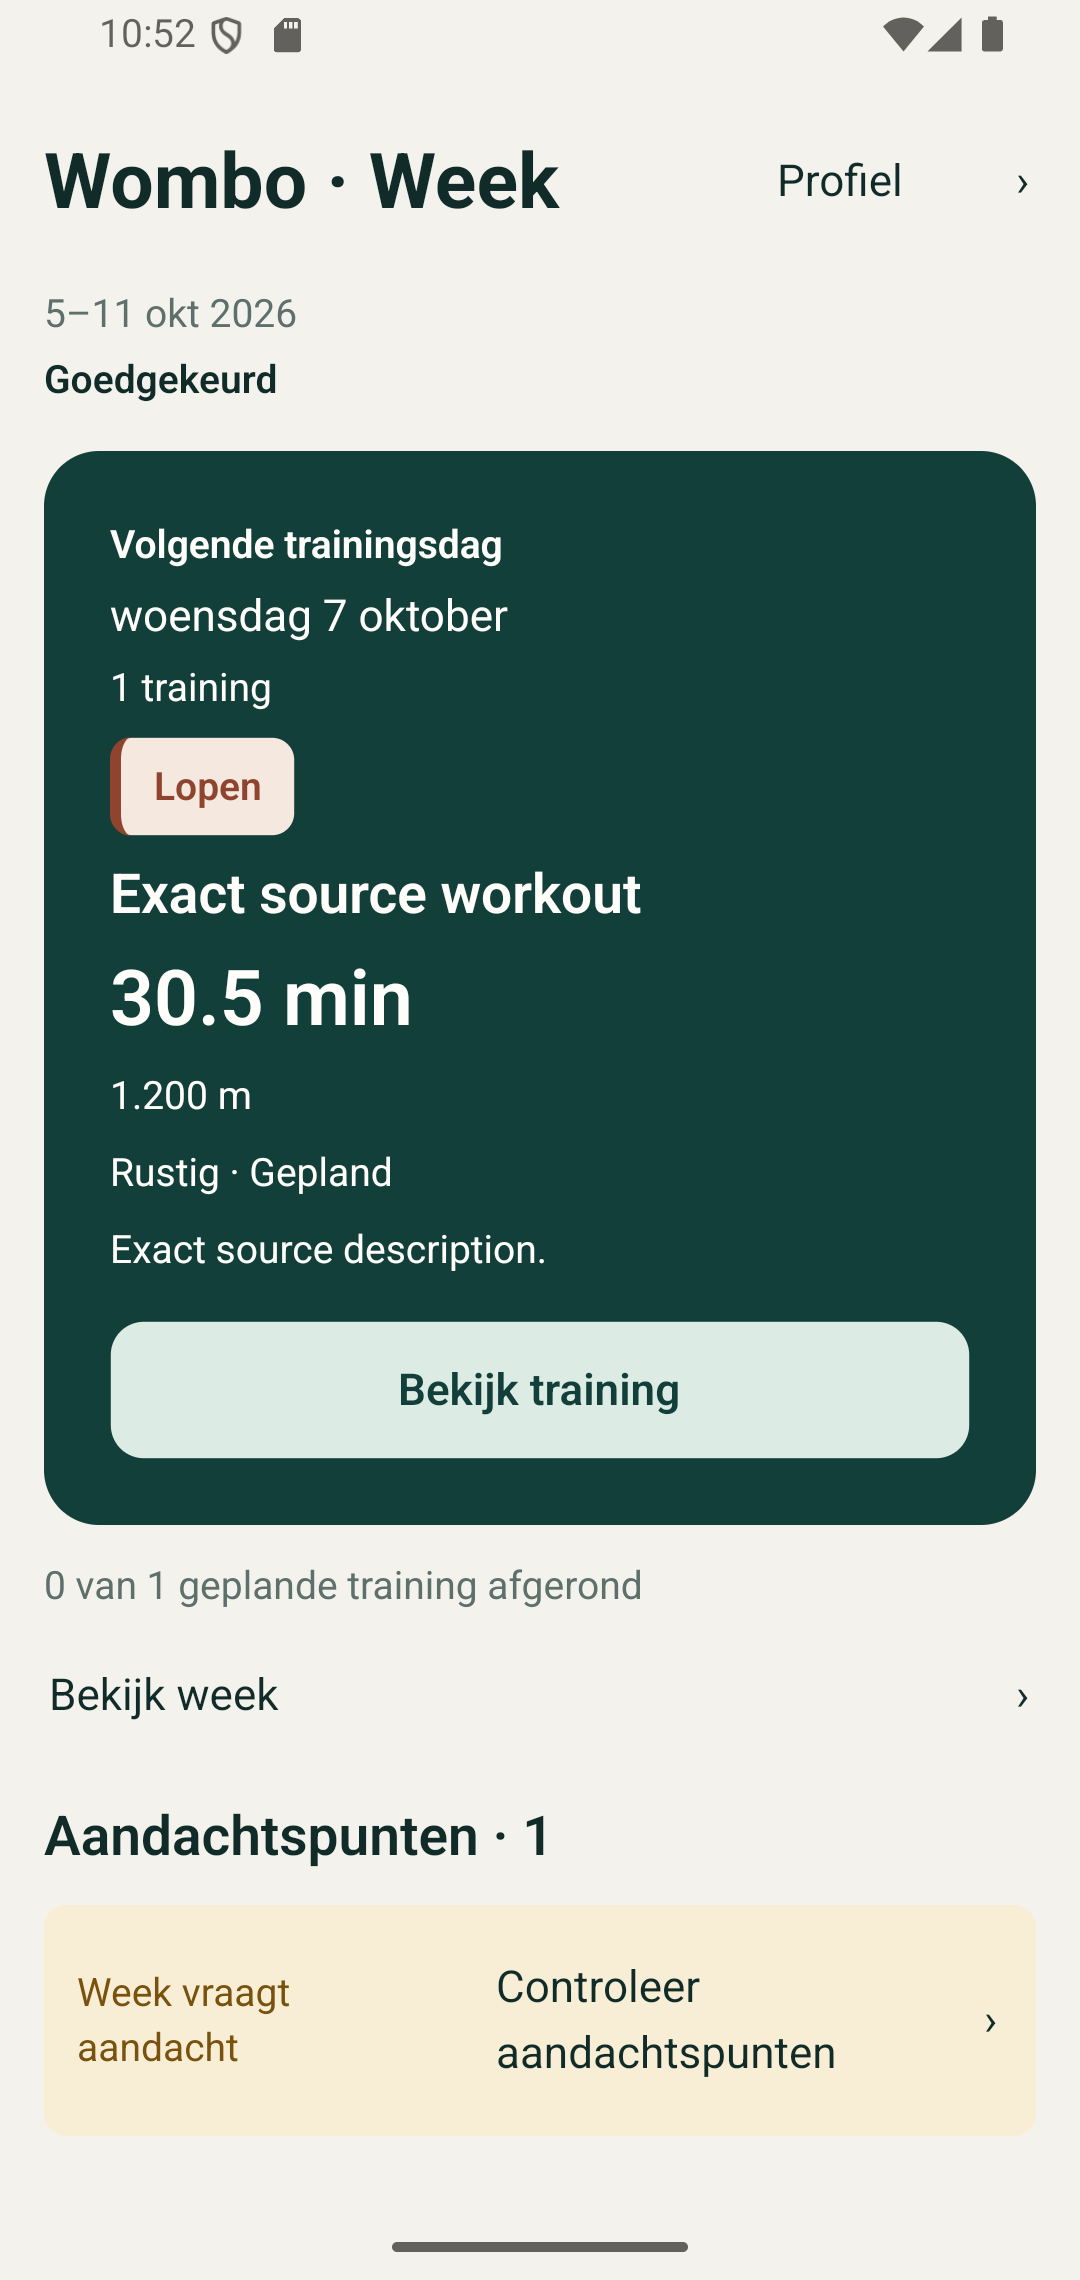 10:52
Wombo · Week
Profiel ›
5–11 okt 2026
Goedgekeurd
Volgende trainingsdag
woensdag 7 oktober
1 training
Lopen
Exact source workout
30.5 min
1.200 m
Rustig · Gepland
Exact source description.
Bekijk training
0 van 1 geplande training afgerond
Bekijk week ›
Aandachtspunten · 1
Week vraagt
aandacht
Controleer
aandachtspunten ›